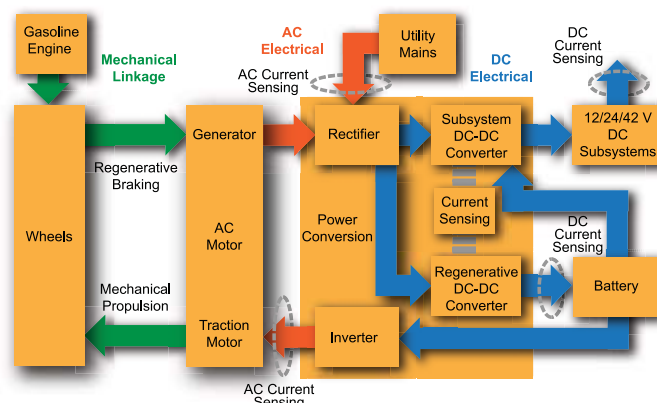 Gasoline
Engine
Mechanical
Linkage
AC
Electrical
Utility
Mains
DC
Electrical
DC
Current
Sensing
AC Current
Sensing
Wheels
Regenerative
Braking
Generator
AC
Motor
Traction
Motor
Mechanical
Propulsion
Rectifier
Power
Conversion
Inverter
AC Current
Sensing
Subsystem
DC-DC
Converter
Current
Sensing
Regenerative
DC-DC
Converter
12/24/42 V
DC
Subsystems
DC
Current
Sensing
Battery